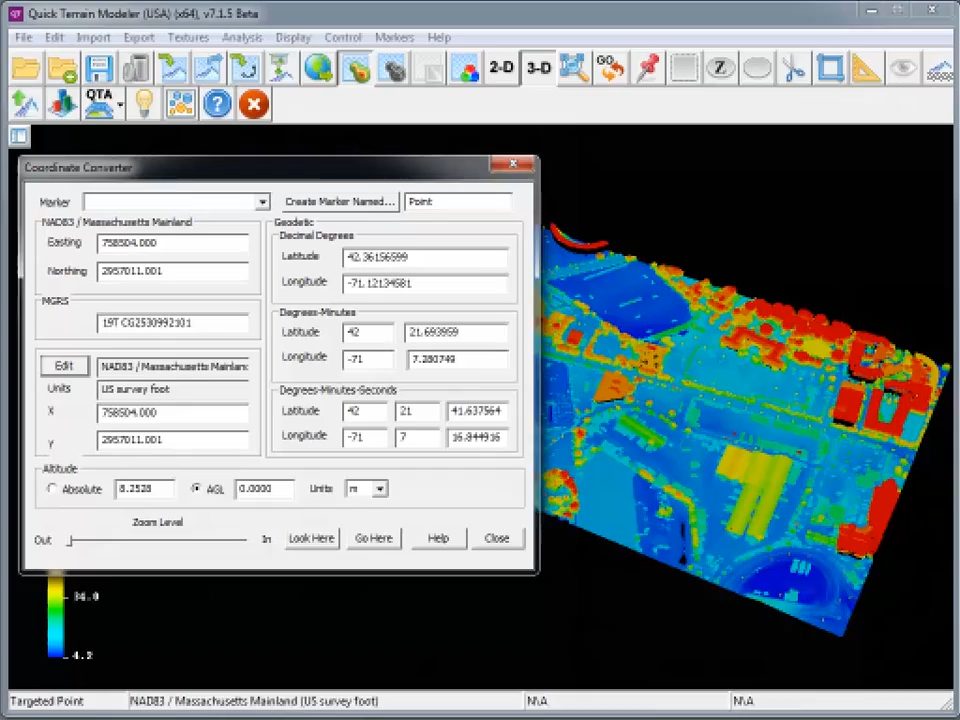 Quick Terrain Modeler (USA) (x64), v7.1.5 Beta
File Edit Import Export Textures Analysis Display Control Markers Help
2-D 3-D GO Z
QTA
Coordinate Converter
Marker Create Marker Named... Point
NAD83 / Massachusetts Mainland
Easting 758504.000
Northing 2957011.001
MGRS
19T CG2530992101
Edit NAD83 / Massachusetts Mainlan
Units US survey foot
X 758504.000
Y 2957011.001
Geodetic
Decimal Degrees
Latitude 42.36156599
Longitude -71.12134581
Degrees-Minutes
Latitude 42 21.693959
Longitude -71 7.280749
Degrees-Minutes-Seconds
Latitude 42 21 41.637564
Longitude -71 7 16.844916
Altitude
Absolute 8.2528 AGL 0.0000 Units m
Zoom Level
Out In Look Here Go Here Help Close
4.2
Targeted Point NAD83 / Massachusetts Mainland (US survey foot) N\A N\A